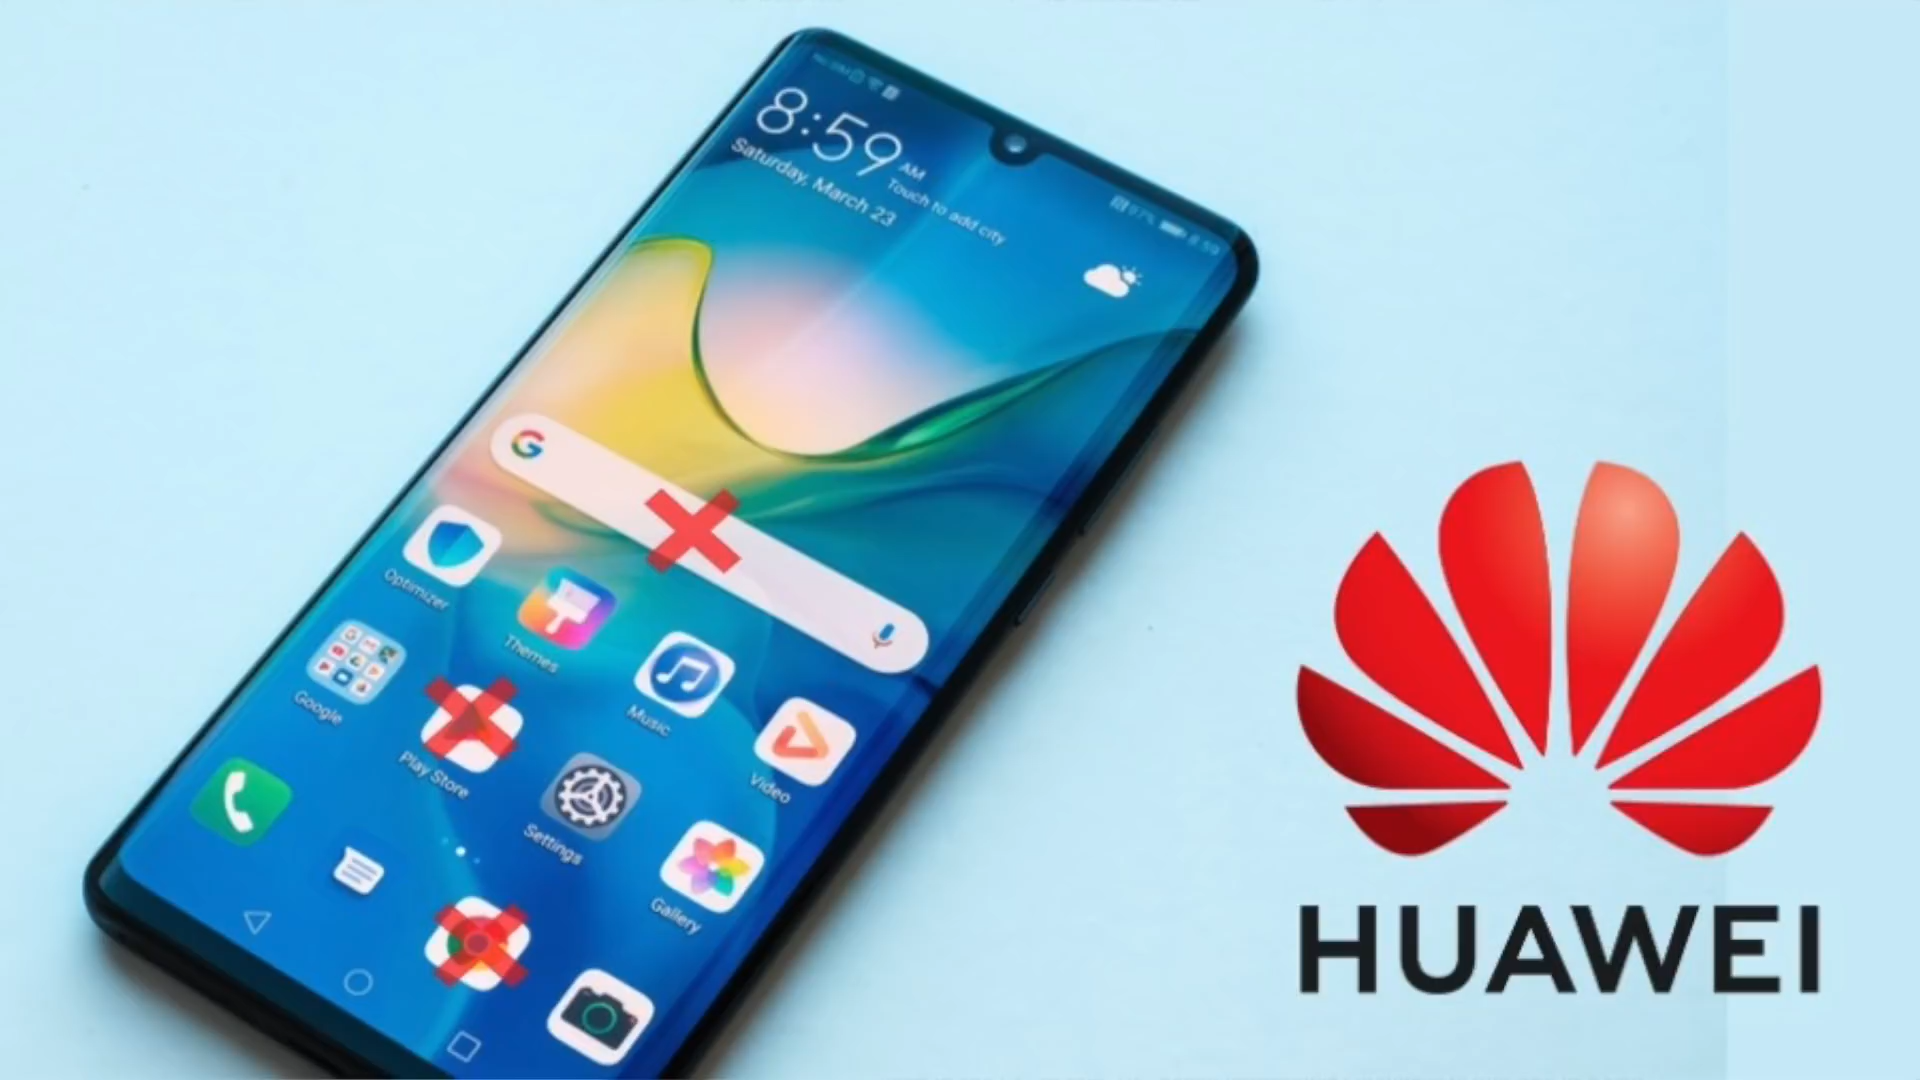 8:59 AM
Saturday, March 23
Touch to add city
G
Optimizer
Themes
Music
Video
Google
Play Store
Settings
Gallery
HUAWEI